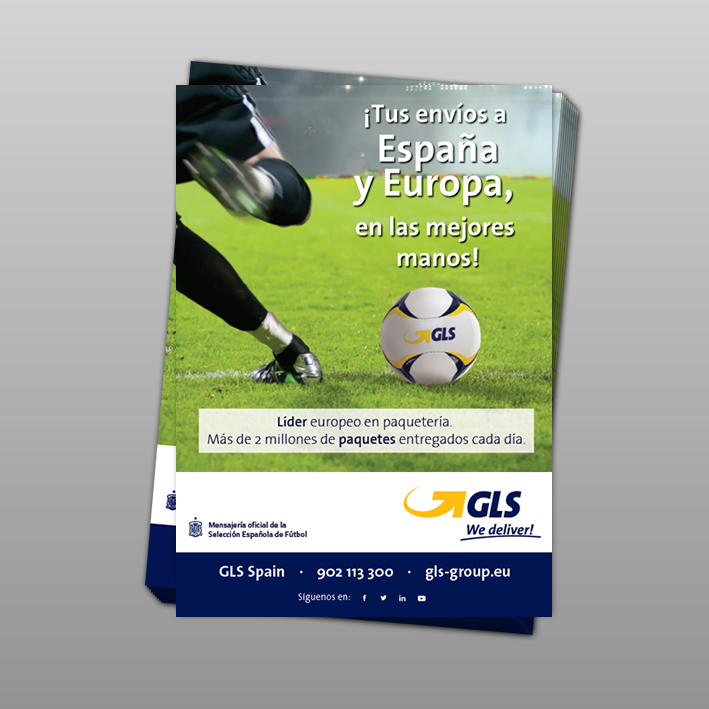 ¡Tus envíos a
España
y Europa,
en las mejores
manos!
GLS
Líder europeo en paquetería.
Más de 2 millones de paquetes entregados cada día.
GLS
We deliver!
Mensajería oficial de la
Selección Española de Fútbol
GLS Spain · 902 113 300 · gls-group.eu
Síguenos en: